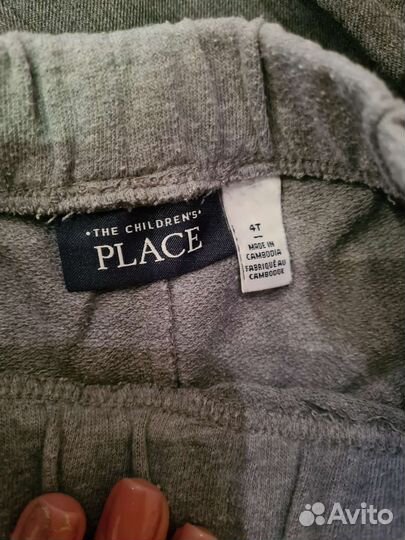 •THE CHILDREN'S•
PLACE
4T
MADE IN
CAMBODIA
FABRIQUÉ AU
CAMBODGE
Avito